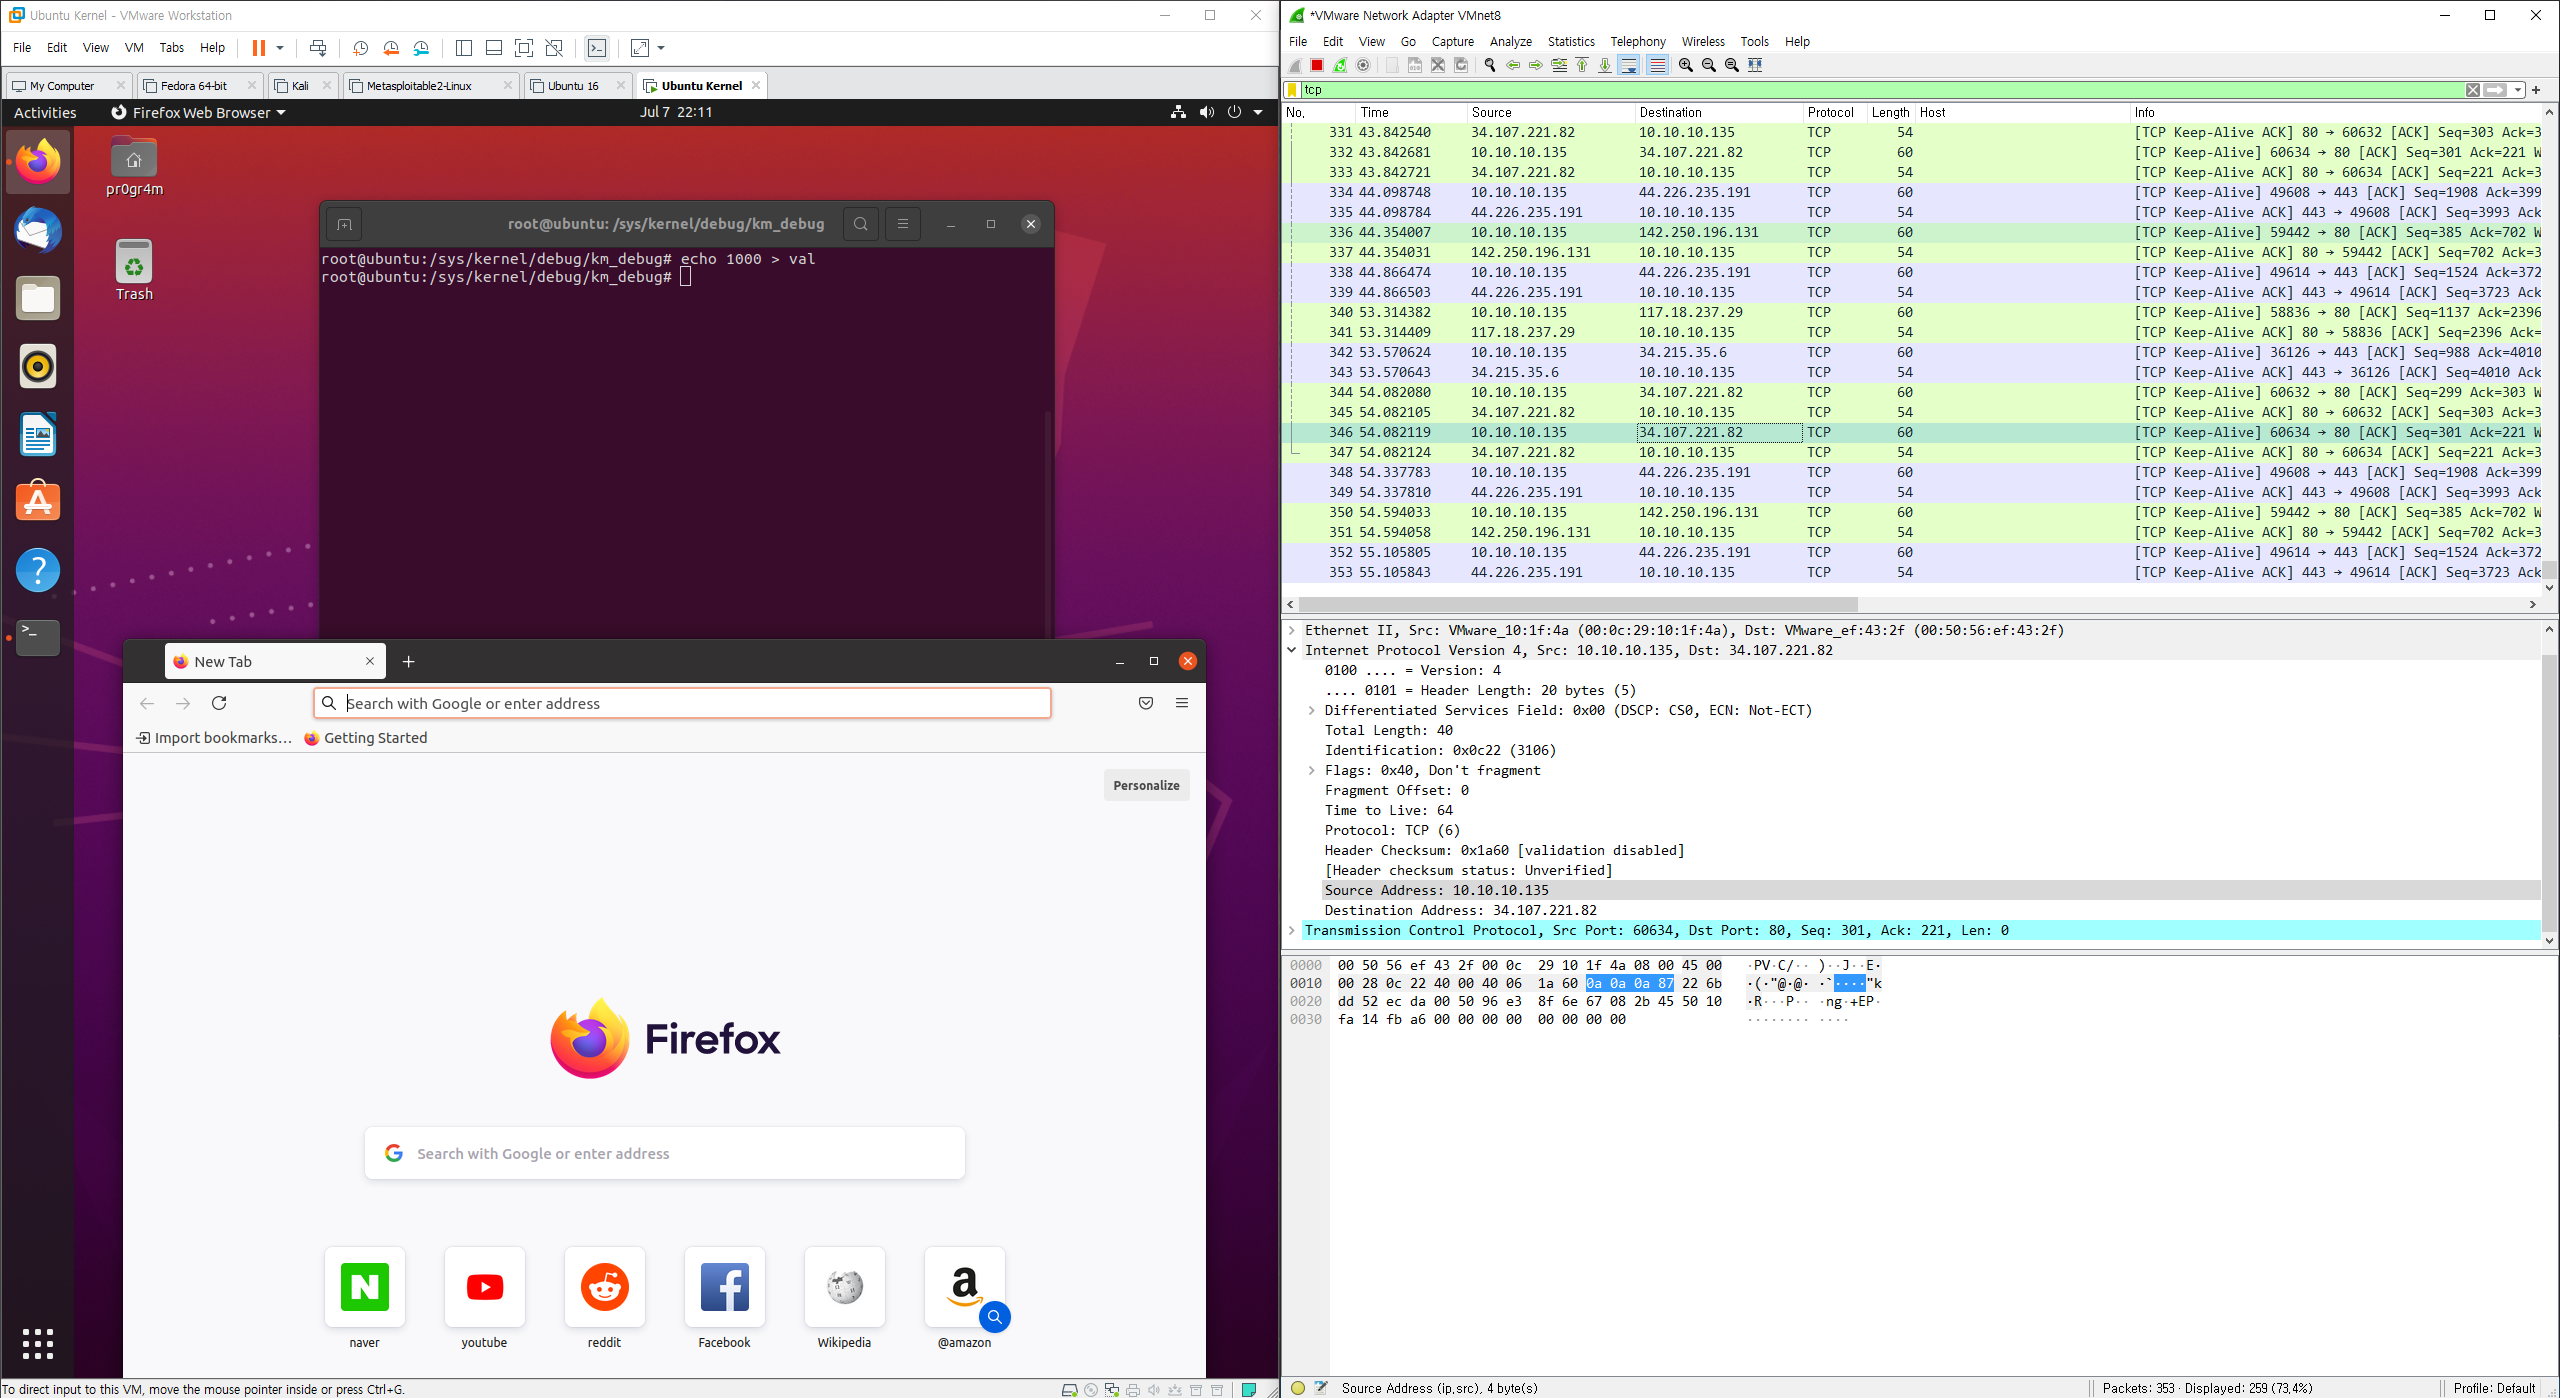 Ubuntu Kernel - VMware Workstation
File Edit View VM Tabs Help
My Computer Fedora 64-bit Kali Metasploitable2-Linux Ubuntu 16 Ubuntu Kernel
Activities Firefox Web Browser Jul 7 22:11
pr0gr4m
Trash
root@ubuntu: /sys/kernel/debug/km_debug
root@ubuntu:/sys/kernel/debug/km_debug# echo 1000 > val
root@ubuntu:/sys/kernel/debug/km_debug#
New Tab
Search with Google or enter address
Import bookmarks... Getting Started
Personalize
Firefox
Search with Google or enter address
naver youtube reddit Facebook Wikipedia @amazon
To direct input to this VM, move the mouse pointer inside or press Ctrl+G.
*VMware Network Adapter VMnet8
File Edit View Go Capture Analyze Statistics Telephony Wireless Tools Help
tcp
No. Time Source Destination Protocol Length Host Info
331 43.842540 34.107.221.82 10.10.10.135 TCP 54 [TCP Keep-Alive ACK] 80 → 60632 [ACK] Seq=303 Ack=3
332 43.842681 10.10.10.135 34.107.221.82 TCP 60 [TCP Keep-Alive] 60634 → 80 [ACK] Seq=301 Ack=221 W
333 43.842721 34.107.221.82 10.10.10.135 TCP 54 [TCP Keep-Alive ACK] 80 → 60634 [ACK] Seq=221 Ack=3
334 44.098748 10.10.10.135 44.226.235.191 TCP 60 [TCP Keep-Alive] 49608 → 443 [ACK] Seq=1908 Ack=399
335 44.098784 44.226.235.191 10.10.10.135 TCP 54 [TCP Keep-Alive ACK] 443 → 49608 [ACK] Seq=3993 Ack
336 44.354007 10.10.10.135 142.250.196.131 TCP 60 [TCP Keep-Alive] 59442 → 80 [ACK] Seq=385 Ack=702 W
337 44.354031 142.250.196.131 10.10.10.135 TCP 54 [TCP Keep-Alive ACK] 80 → 59442 [ACK] Seq=702 Ack=3
338 44.866474 10.10.10.135 44.226.235.191 TCP 60 [TCP Keep-Alive] 49614 → 443 [ACK] Seq=1524 Ack=372
339 44.866503 44.226.235.191 10.10.10.135 TCP 54 [TCP Keep-Alive ACK] 443 → 49614 [ACK] Seq=3723 Ack
340 53.314382 10.10.10.135 117.18.237.29 TCP 60 [TCP Keep-Alive] 58836 → 80 [ACK] Seq=1137 Ack=2396
341 53.314409 117.18.237.29 10.10.10.135 TCP 54 [TCP Keep-Alive ACK] 80 → 58836 [ACK] Seq=2396 Ack=
342 53.570624 10.10.10.135 34.215.35.6 TCP 60 [TCP Keep-Alive] 36126 → 443 [ACK] Seq=988 Ack=4010
343 53.570643 34.215.35.6 10.10.10.135 TCP 54 [TCP Keep-Alive ACK] 443 → 36126 [ACK] Seq=4010 Ack
344 54.082080 10.10.10.135 34.107.221.82 TCP 60 [TCP Keep-Alive] 60632 → 80 [ACK] Seq=299 Ack=303 W
345 54.082105 34.107.221.82 10.10.10.135 TCP 54 [TCP Keep-Alive ACK] 80 → 60632 [ACK] Seq=303 Ack=3
346 54.082119 10.10.10.135 34.107.221.82 TCP 60 [TCP Keep-Alive] 60634 → 80 [ACK] Seq=301 Ack=221 W
347 54.082124 34.107.221.82 10.10.10.135 TCP 54 [TCP Keep-Alive ACK] 80 → 60634 [ACK] Seq=221 Ack=3
348 54.337783 10.10.10.135 44.226.235.191 TCP 60 [TCP Keep-Alive] 49608 → 443 [ACK] Seq=1908 Ack=399
349 54.337810 44.226.235.191 10.10.10.135 TCP 54 [TCP Keep-Alive ACK] 443 → 49608 [ACK] Seq=3993 Ack
350 54.594033 10.10.10.135 142.250.196.131 TCP 60 [TCP Keep-Alive] 59442 → 80 [ACK] Seq=385 Ack=702 W
351 54.594058 142.250.196.131 10.10.10.135 TCP 54 [TCP Keep-Alive ACK] 80 → 59442 [ACK] Seq=702 Ack=3
352 55.105805 10.10.10.135 44.226.235.191 TCP 60 [TCP Keep-Alive] 49614 → 443 [ACK] Seq=1524 Ack=372
353 55.105843 44.226.235.191 10.10.10.135 TCP 54 [TCP Keep-Alive ACK] 443 → 49614 [ACK] Seq=3723 Ack
Ethernet II, Src: VMware_10:1f:4a (00:0c:29:10:1f:4a), Dst: VMware_ef:43:2f (00:50:56:ef:43:2f)
Internet Protocol Version 4, Src: 10.10.10.135, Dst: 34.107.221.82
0100 .... = Version: 4
.... 0101 = Header Length: 20 bytes (5)
Differentiated Services Field: 0x00 (DSCP: CS0, ECN: Not-ECT)
Total Length: 40
Identification: 0x0c22 (3106)
Flags: 0x40, Don't fragment
Fragment Offset: 0
Time to Live: 64
Protocol: TCP (6)
Header Checksum: 0x1a60 [validation disabled]
[Header checksum status: Unverified]
Source Address: 10.10.10.135
Destination Address: 34.107.221.82
Transmission Control Protocol, Src Port: 60634, Dst Port: 80, Seq: 301, Ack: 221, Len: 0
0000 00 50 56 ef 43 2f 00 0c 29 10 1f 4a 08 00 45 00 ·PV·C/·· )··J··E·
0010 00 28 0c 22 40 00 40 06 1a 60 0a 0a 0a 87 22 6b ·(·"@·@· ·`····"k
0020 dd 52 ec da 00 50 96 e3 8f 6e 67 08 2b 45 50 10 ·R···P·· ·ng·+EP·
0030 fa 14 fb a6 00 00 00 00 00 00 00 00 ········ ····
Source Address (ip.src), 4 byte(s)
Packets: 353 · Displayed: 259 (73,4%)
Profile: Default